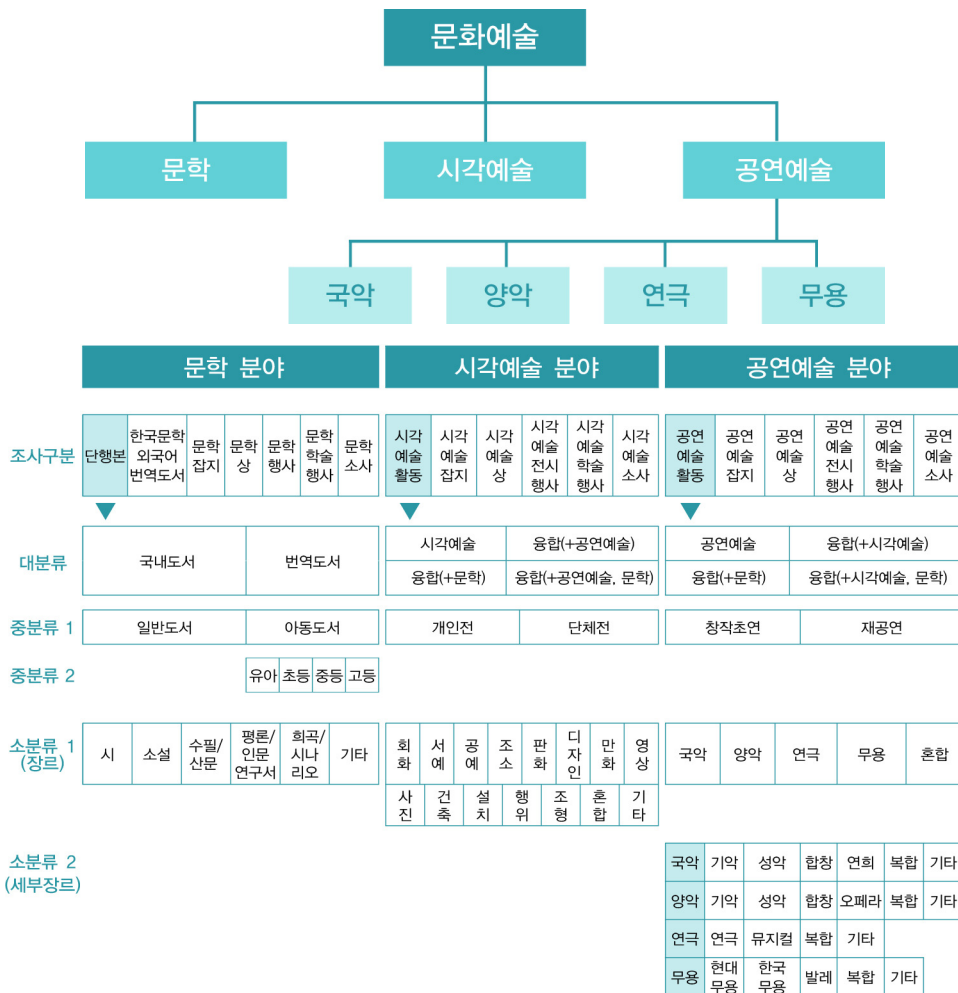 문화예술
문학 시각예술 공연예술
국악 양악 연극 무용
문학 분야 시각예술 분야 공연예술 분야
조사구분
단행본
한국문학
외국어
번역도서
문학
잡지
문학
상
문학
행사
문학
학술
행사
문학
소사
시각
예술
활동
시각
예술
잡지
시각
예술
상
시각
예술
전시
행사
시각
예술
학술
행사
시각
예술
소사
공연
예술
활동
공연
예술
잡지
공연
예술
상
공연
예술
전시
행사
공연
예술
학술
행사
공연
예술
소사
대분류
국내도서 번역도서
시각예술 융합(+공연예술)
융합(+문학) 융합(+공연예술, 문학)
공연예술 융합(+시각예술)
융합(+문학) 융합(+시각예술, 문학)
중분류 1 일반도서 아동도서 개인전 단체전 창작초연 재공연
중분류 2 유아 초등 중등 고등
소분류 1
(장르)
시
소설
수필/
산문
평론/
인문
연구서
희곡/
시나
리오
기타
회
화
서
예
공
예
조
소
판
화
디
자
인
만
화
영
상
사
진
건
축
설
치
행
위
조
형
혼
합
기
타
국악 양악 연극 무용 혼합
소분류 2
(세부장르)
국악 기악 성악 합창 연희 복합 기타
양악 기악 성악 합창 오페라 복합 기타
연극 연극 뮤지컬 복합 기타
무용
현대
무용
한국
무용
발레 복합 기타